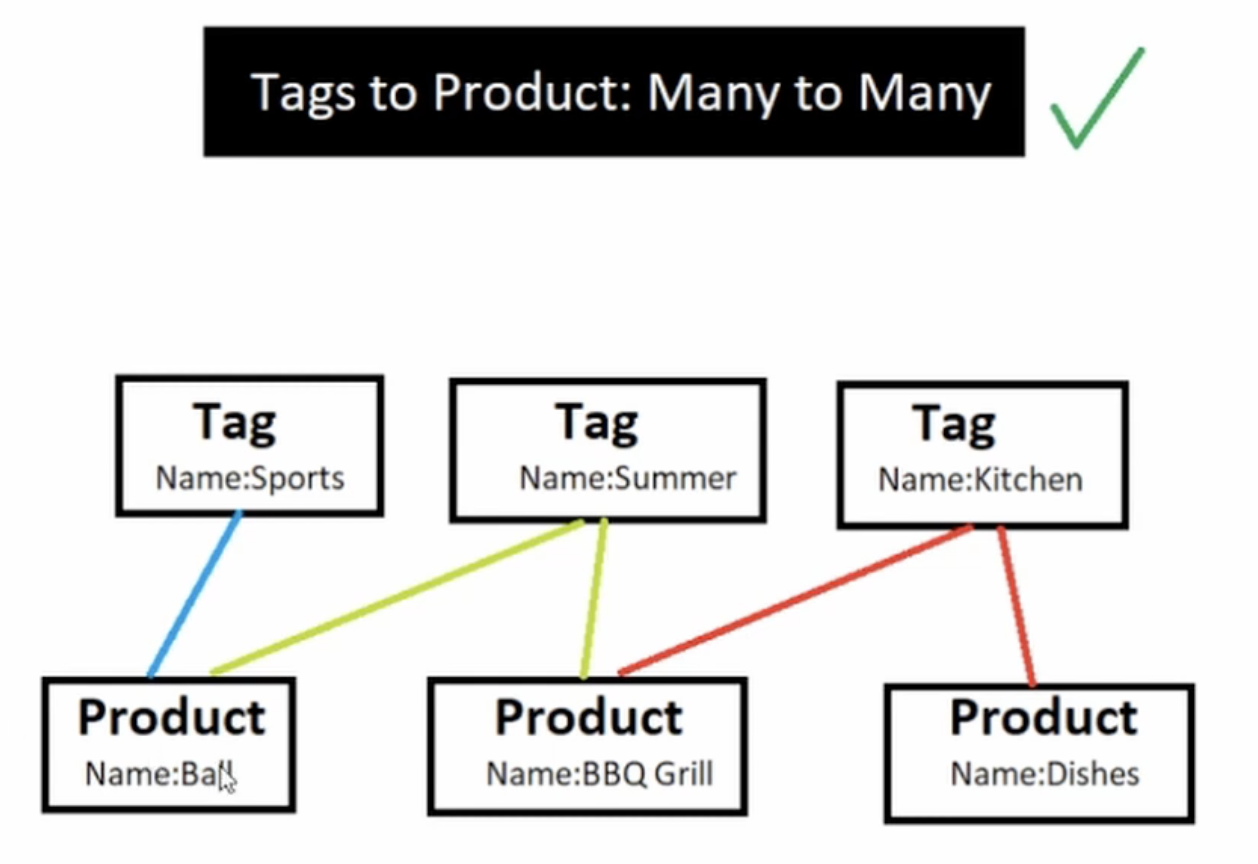 Tags to Product: Many to Many
Tag
Name:Sports
Tag
Name:Summer
Tag
Name:Kitchen
Product
Name:Ball
Product
Name:BBQ Grill
Product
Name:Dishes